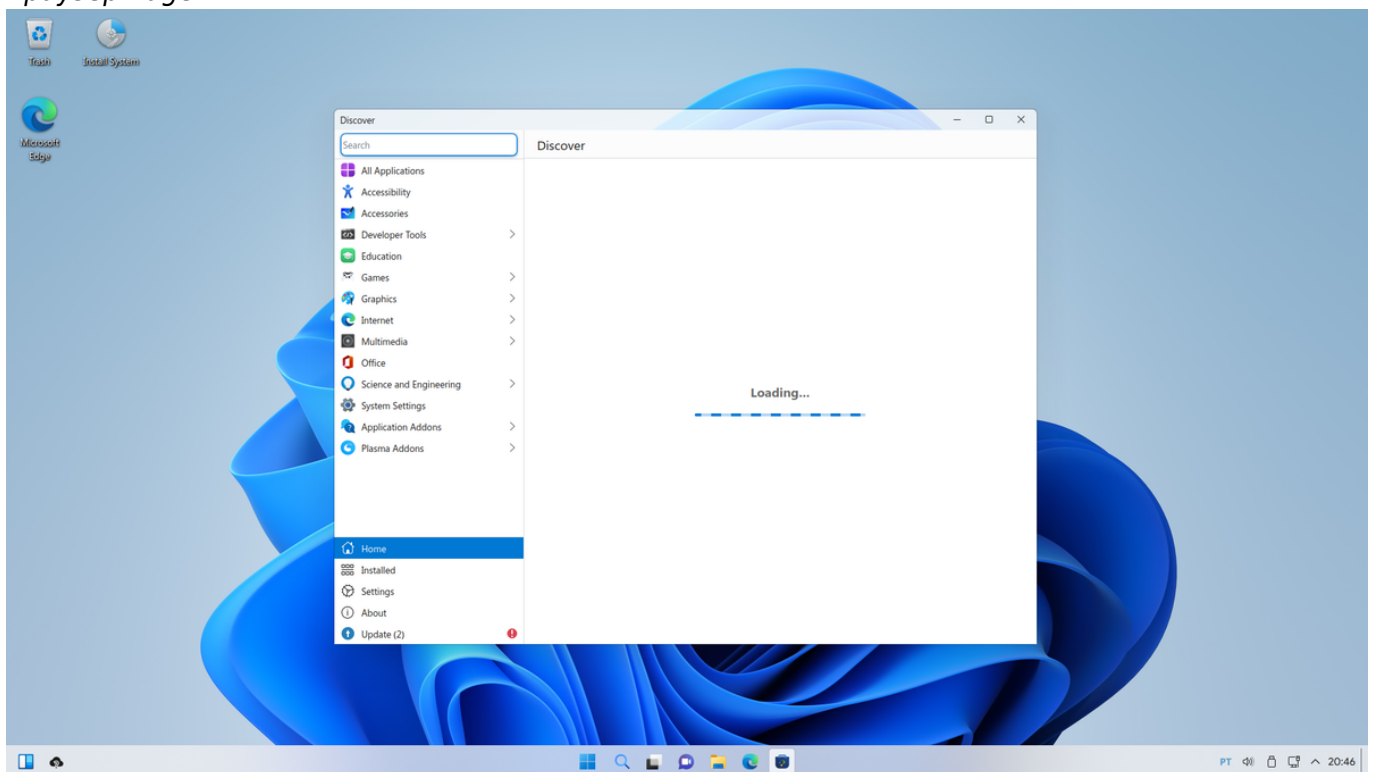 Trash
Install System
Microsoft
Edge
Discover
Search
Discover
All Applications
Accessibility
Accessories
Developer Tools
Education
Games
Graphics
Internet
Multimedia
Office
Science and Engineering
System Settings
Application Addons
Plasma Addons
Loading...
Home
Installed
Settings
About
Update (2)
PT
20:46